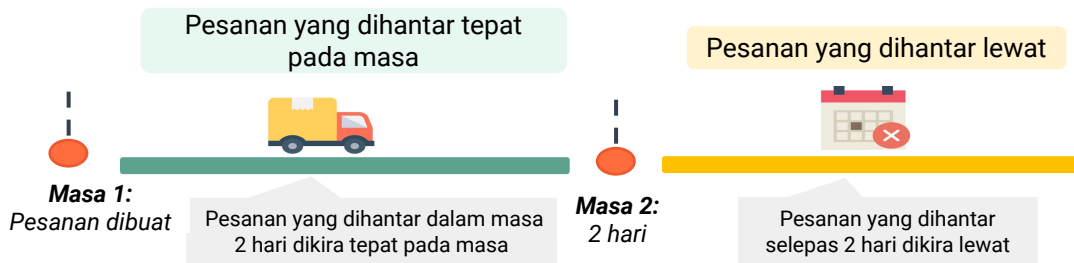 Pesanan yang dihantar tepat
pada masa
Pesanan yang dihantar lewat
Masa 1:
Pesanan dibuat
Pesanan yang dihantar dalam masa
2 hari dikira tepat pada masa
Masa 2:
2 hari
Pesanan yang dihantar
selepas 2 hari dikira lewat